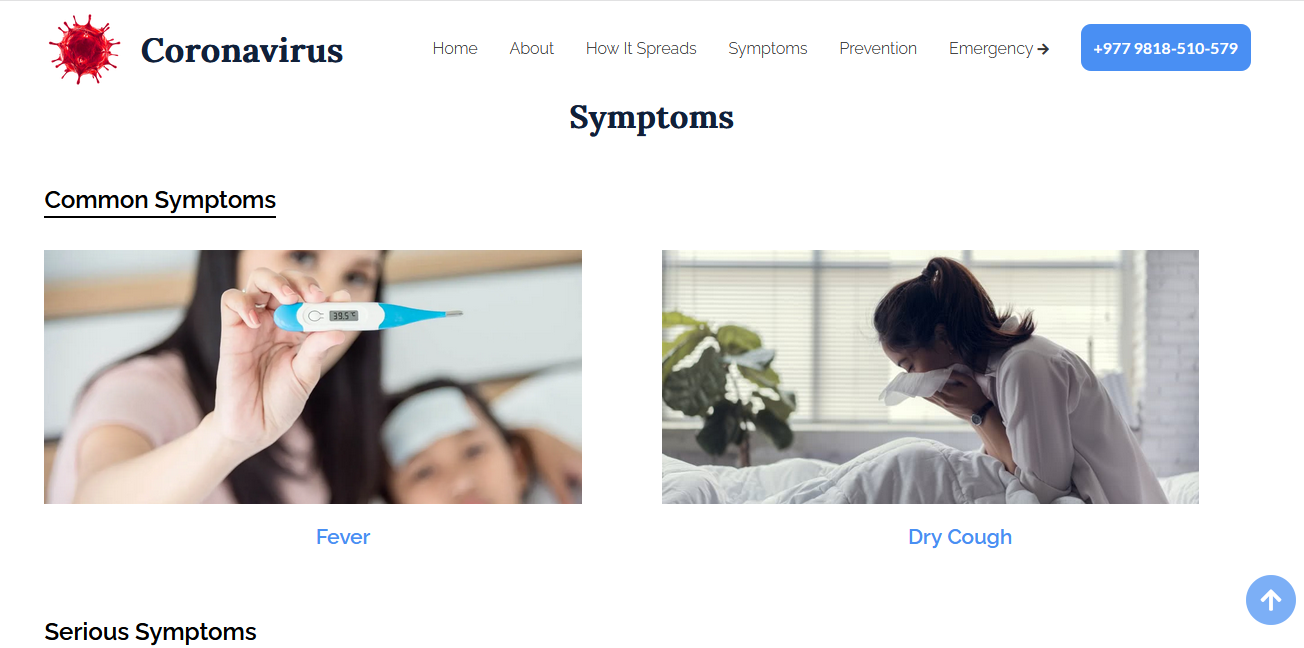 Coronavirus
Home About How It Spreads Symptoms Prevention Emergency
+977 9818-510-579
Symptoms
Common Symptoms
39.5 °C
Fever
Dry Cough
Serious Symptoms